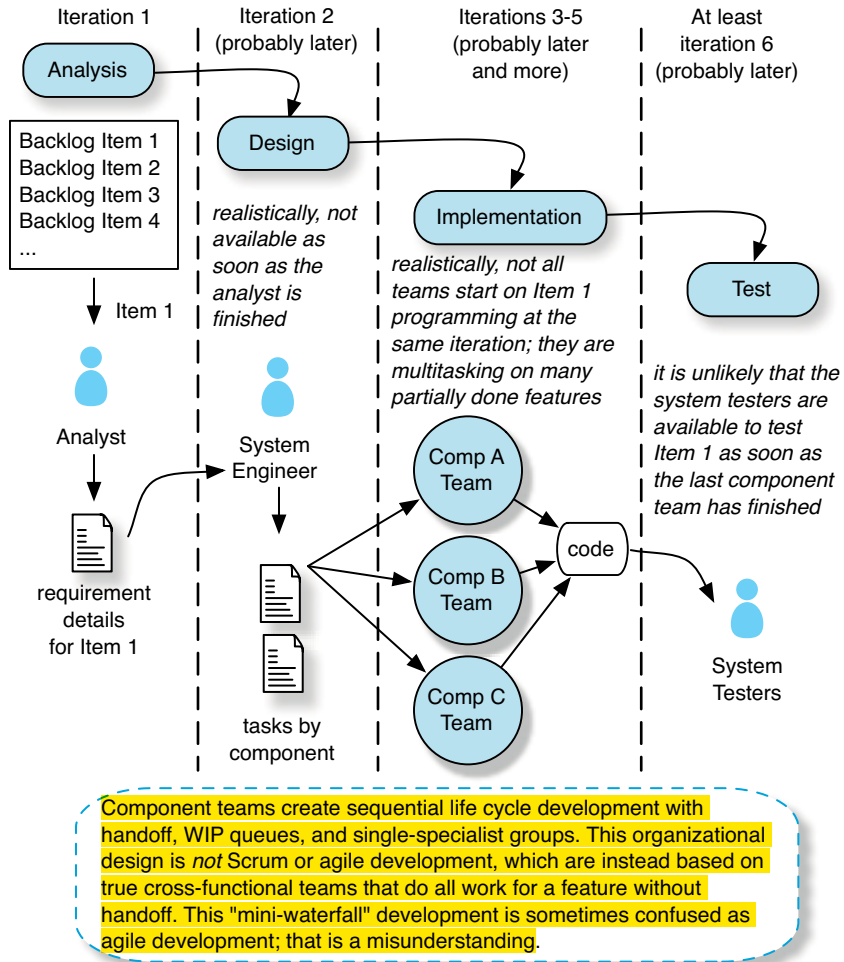 Iteration 1
Iteration 2
(probably later)
Iterations 3-5
(probably later
and more)
At least
iteration 6
(probably later)
Analysis
Design
Implementation
Test
Backlog Item 1
Backlog Item 2
Backlog Item 3
Backlog Item 4
...
Item 1
Analyst
requirement
details
for Item 1
realistically, not
available as
soon as the
analyst is
finished
System
Engineer
tasks by
component
realistically, not all
teams start on Item 1
programming at the
same iteration; they are
multitasking on many
partially done features
Comp A
Team
Comp B
Team
Comp C
Team
code
it is unlikely that the
system testers are
available to test
Item 1 as soon as
the last component
team has finished
System
Testers
Component teams create sequential life cycle development with
handoff, WIP queues, and single-specialist groups. This organizational
design is not Scrum or agile development, which are instead based on
true cross-functional teams that do all work for a feature without
handoff. This "mini-waterfall" development is sometimes confused as
agile development; that is a misunderstanding.